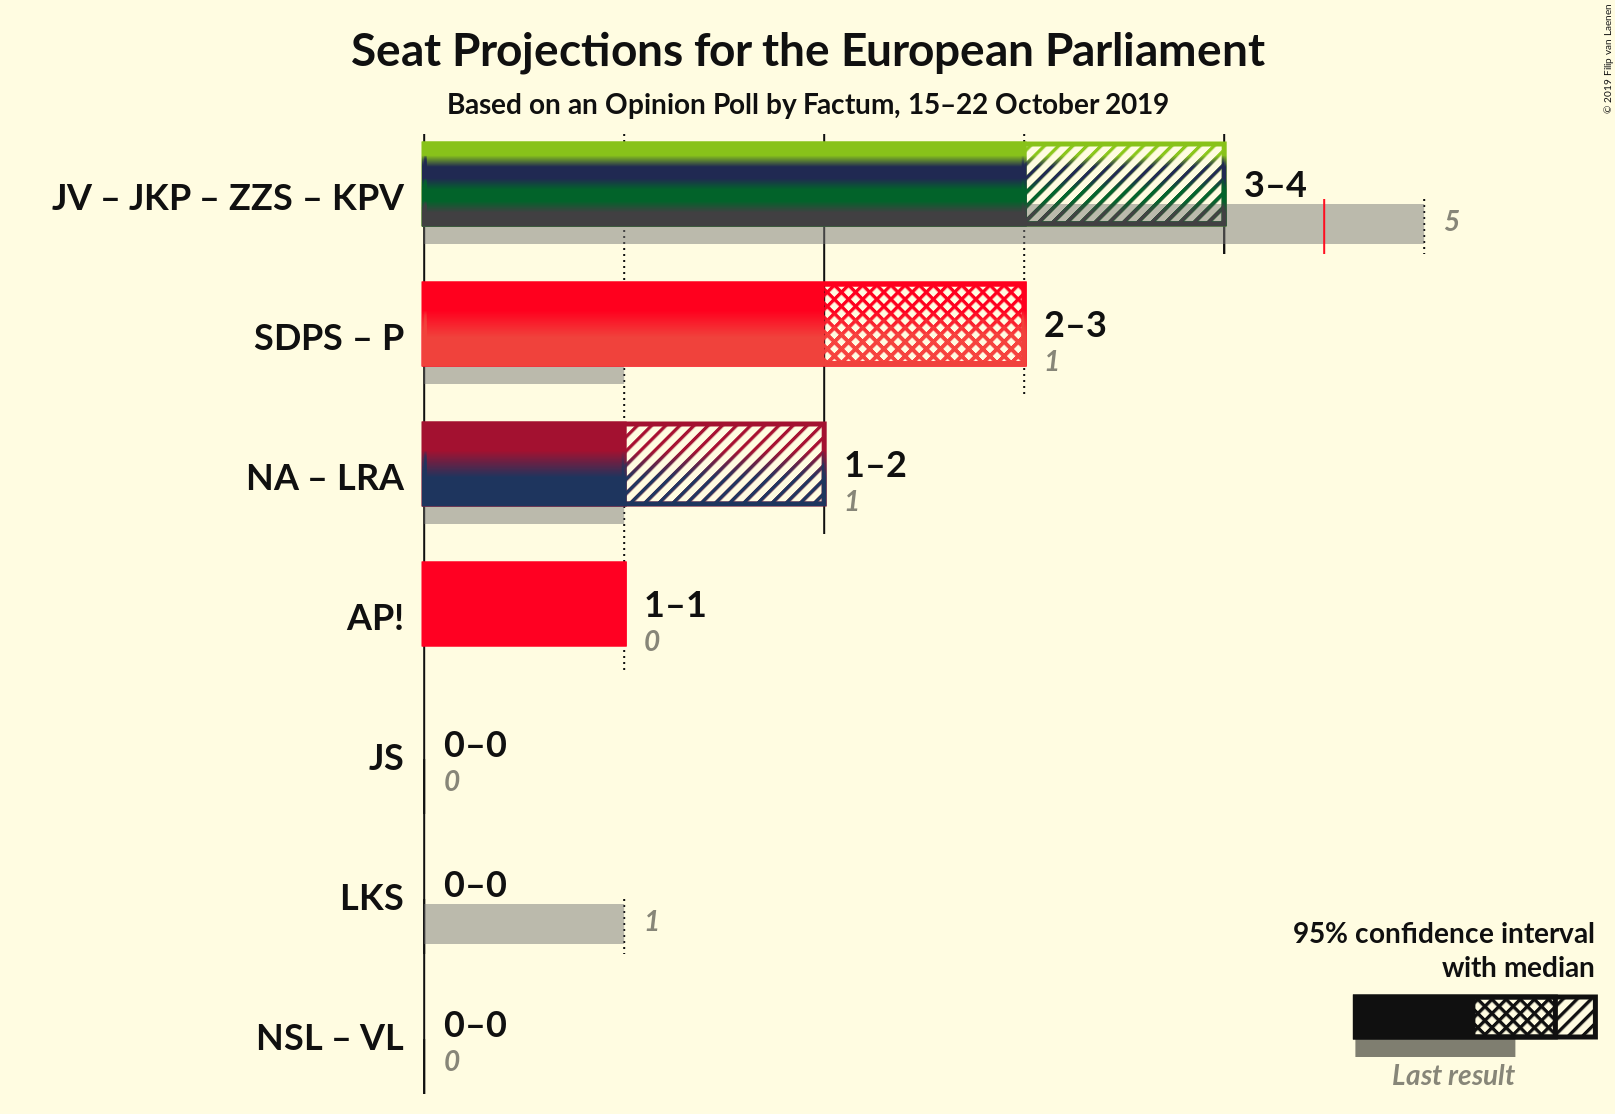 Seat Projections for the European Parliament
Based on an Opinion Poll by Factum, 15–22 October 2019
© 2019 Filip van Laenen
JV – JKP – ZZS – KPV
3–4
5
SDPS – P
2–3
1
NA – LRA
1–2
1
AP!
1–1
0
JS
0–0
0
LKS
0–0
1
NSL – VL
0–0
0
95% confidence interval
with median
Last result